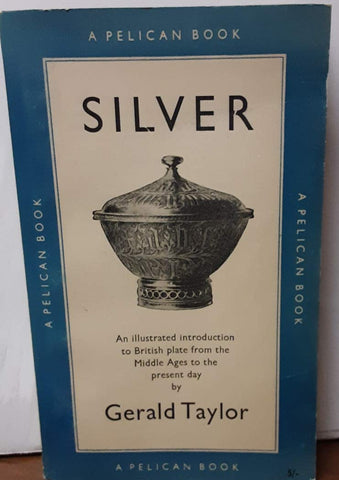 A PELICAN BOOK
SILVER
A PELICAN BOOK
A PELICAN BOOK
An illustrated introduction
to British plate from the
Middle Ages to the
present day
by
Gerald Taylor
A PELICAN BOOK
5/-